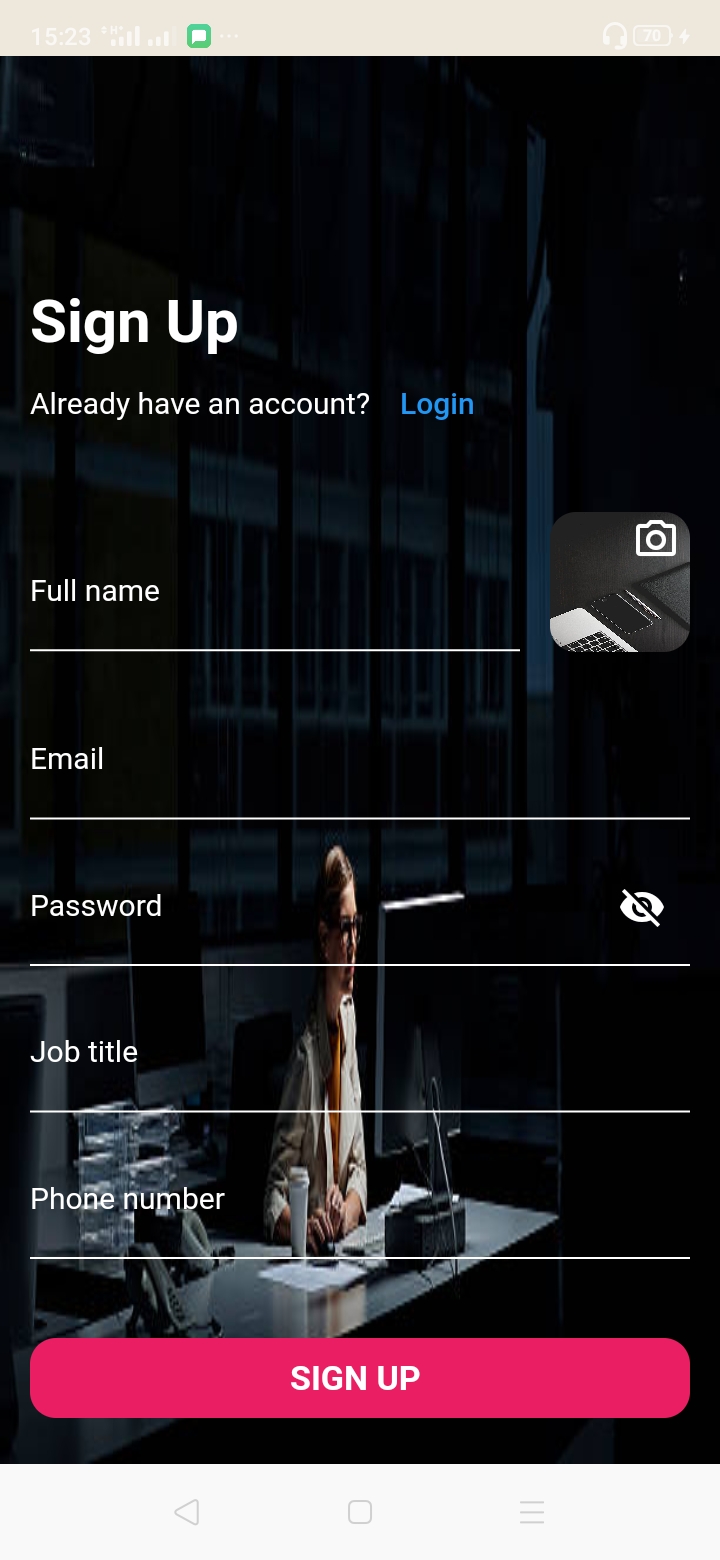 15:23
70
Sign Up
Already have an account? Login
Full name
Email
Password
Job title
Phone number
SIGN UP